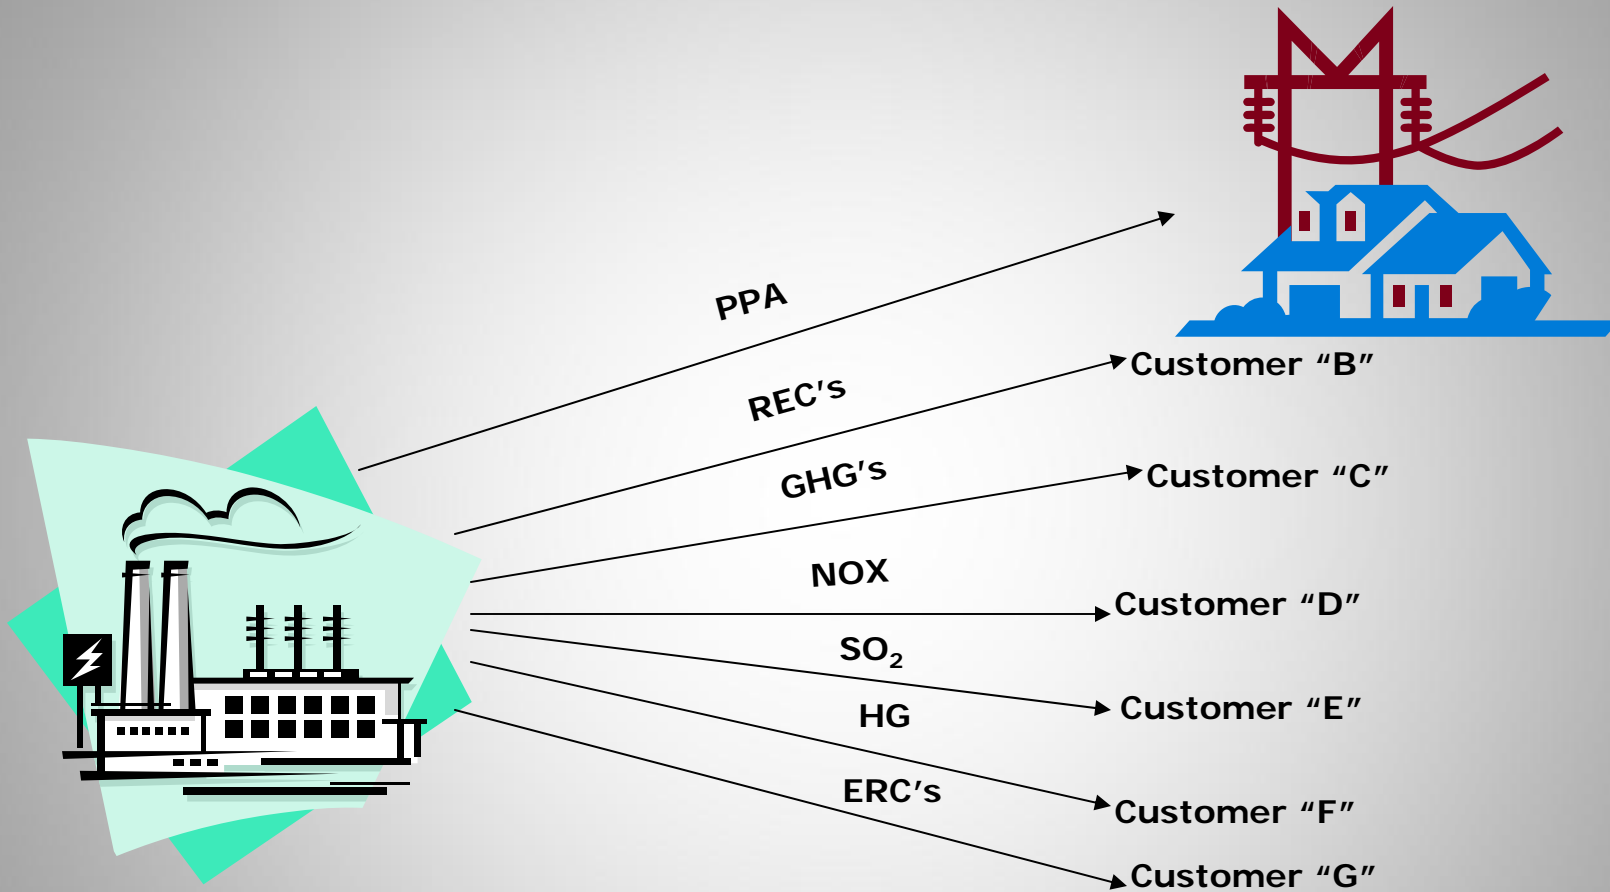 PPA
REC's
Customer “B”
GHG's
Customer “C”
NOX
Customer “D”
SO₂
Customer “E”
HG
Customer “F”
ERC's
Customer “G”